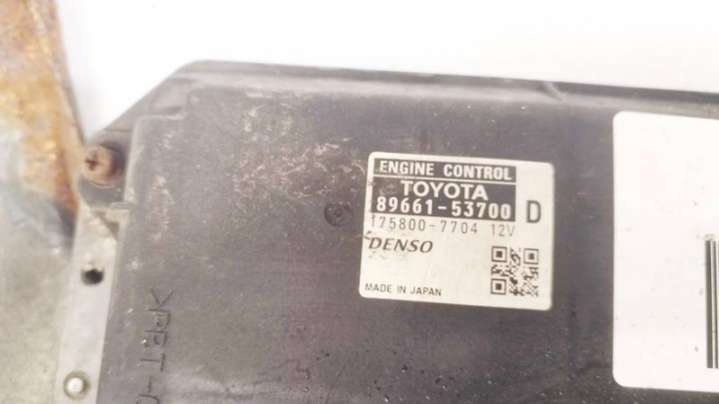 ENGINE CONTROL
TOYOTA
89661-53700 D
175800-7704 12V
DENSO
MADE IN JAPAN